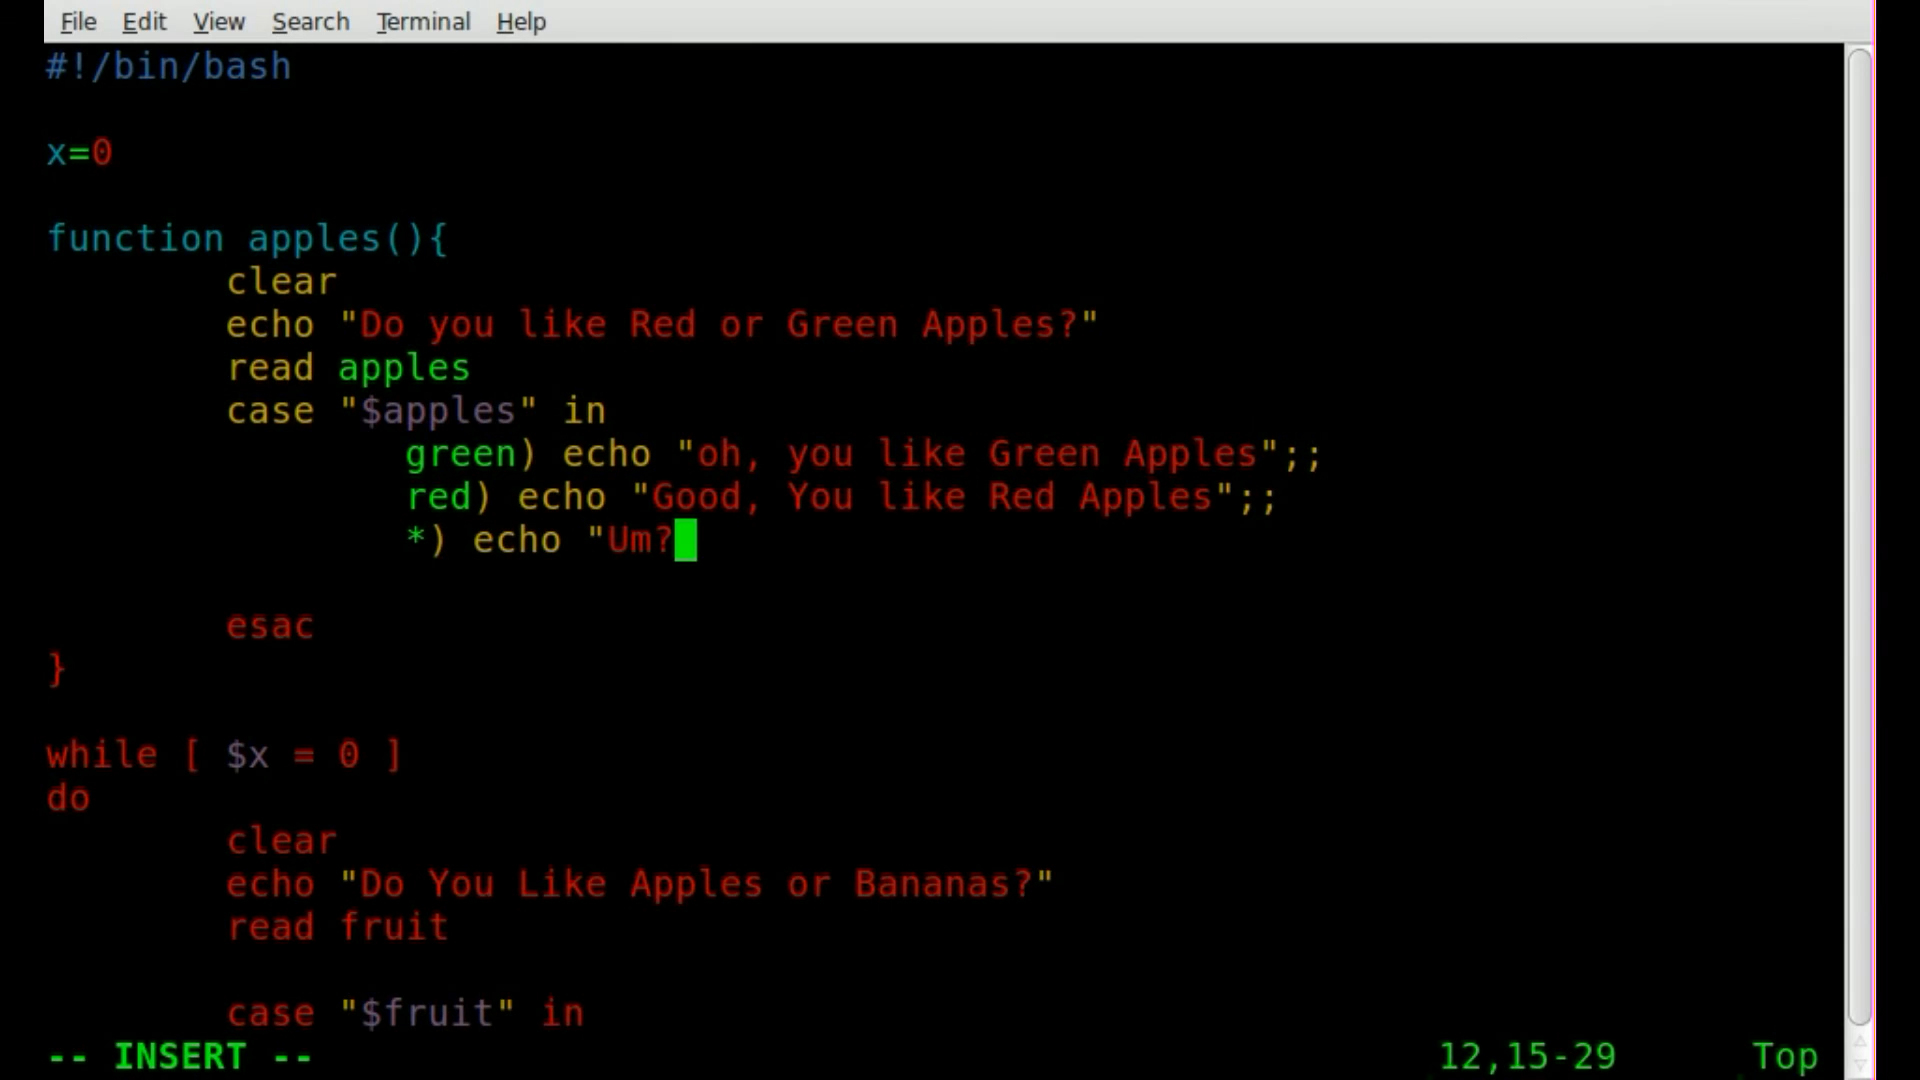 File Edit View Search Terminal Help
#!/bin/bash
x=0
function apples(){
clear
echo "Do you like Red or Green Apples?"
read apples
case "$apples" in
green) echo "oh, you like Green Apples";;
red) echo "Good, You like Red Apples";;
*) echo "Um?
esac
}
while [ $x = 0 ]
do
clear
echo "Do You Like Apples or Bananas?"
read fruit
case "$fruit" in
-- INSERT -- 12,15-29 Top